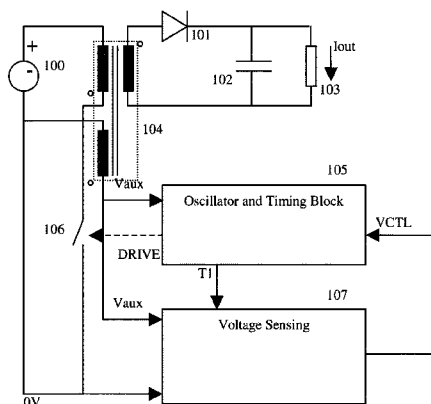 +
100
101
102
Iout
103
104
Vaux
105
Oscillator and Timing Block
106
DRIVE
VCTL
T1
107
Vaux
Voltage Sensing
0V